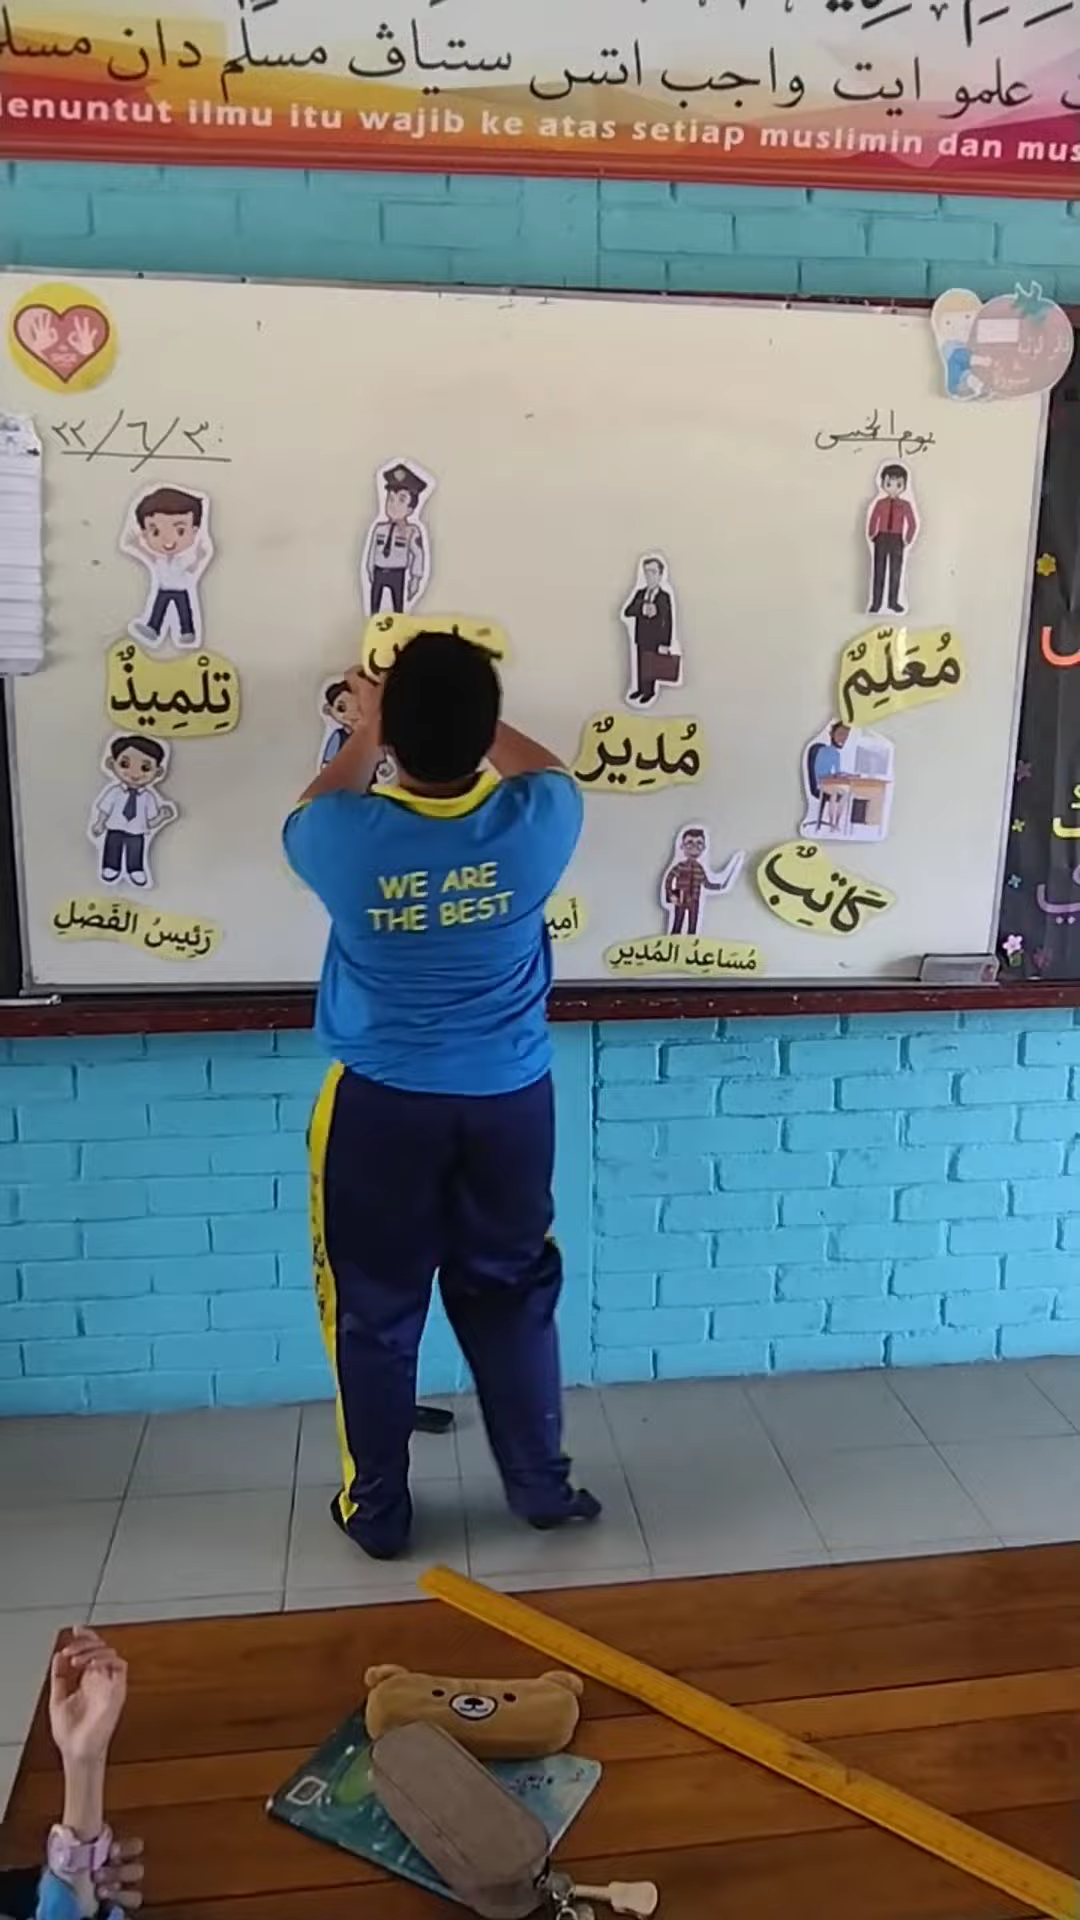 علمو ايت واجب اتس ستياڤ مسلم دان
enuntut ilmu itu wajib ke atas setiap muslimin dan mus
يوم الخميس
٣٠/٦/٢٢
مُعَلِّمٌ
مُدِيرٌ
تِلْمِيذٌ
كَاتِبٌ
مُسَاعِدُ المُدِيرِ
أَمِي
رَئِيسُ الفَصْلِ
WE ARE
THE BEST